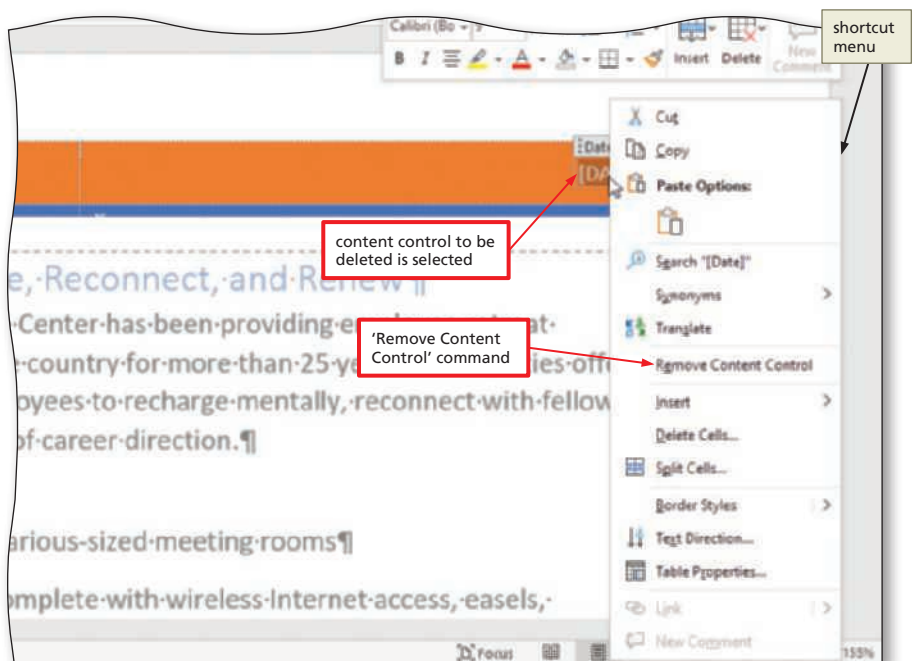 Calibri (Bo
shortcut
menu
B I Insert Delete New
Comment
Cut
Copy
Date
[DA
Paste Options:
content control to be
deleted is selected
Search "[Date]"
e,·Reconnect,·and·Renew¶
Synonyms
·Center·has·been·providing·e at·
Translate
'Remove Content
Control' command
e·country·for·more·than·25·ye ies·offe
Remove Content Control
oyees·to·recharge·mentally,·reconnect·with·fellow
Insert
of·career·direction.¶
Delete Cells...
Split Cells...
Border Styles
arious-sized·meeting·rooms¶
Text Direction...
Table Properties...
omplete·with·wireless·Internet·access,·easels,·
Link
New Comment
Focus 155%